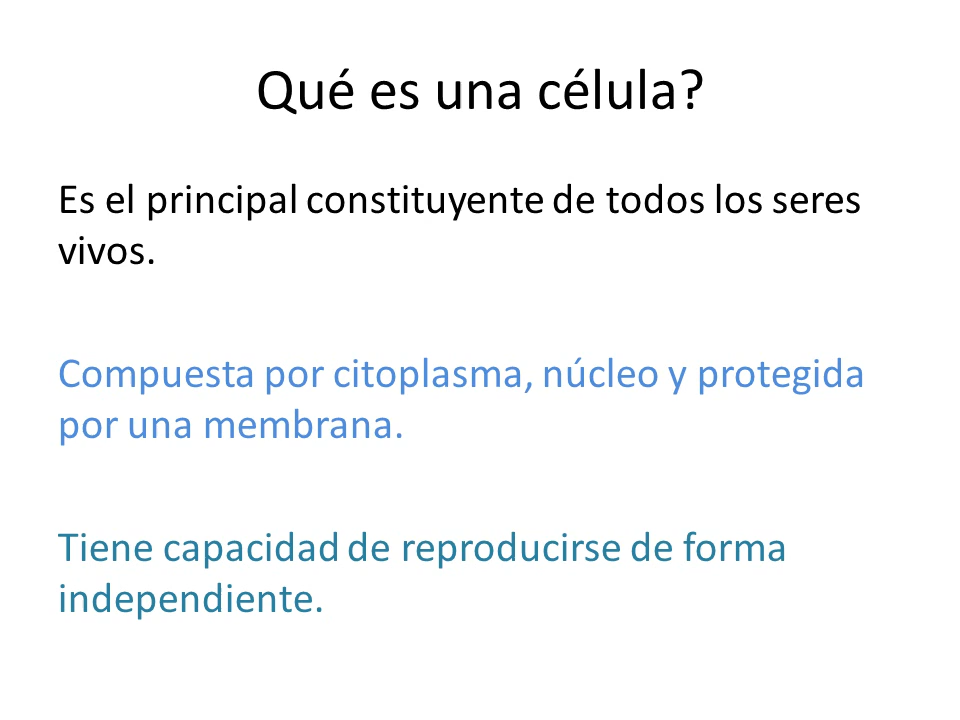 Qué es una célula?
Es el principal constituyente de todos los seres
vivos.
Compuesta por citoplasma, núcleo y protegida
por una membrana.
Tiene capacidad de reproducirse de forma
independiente.